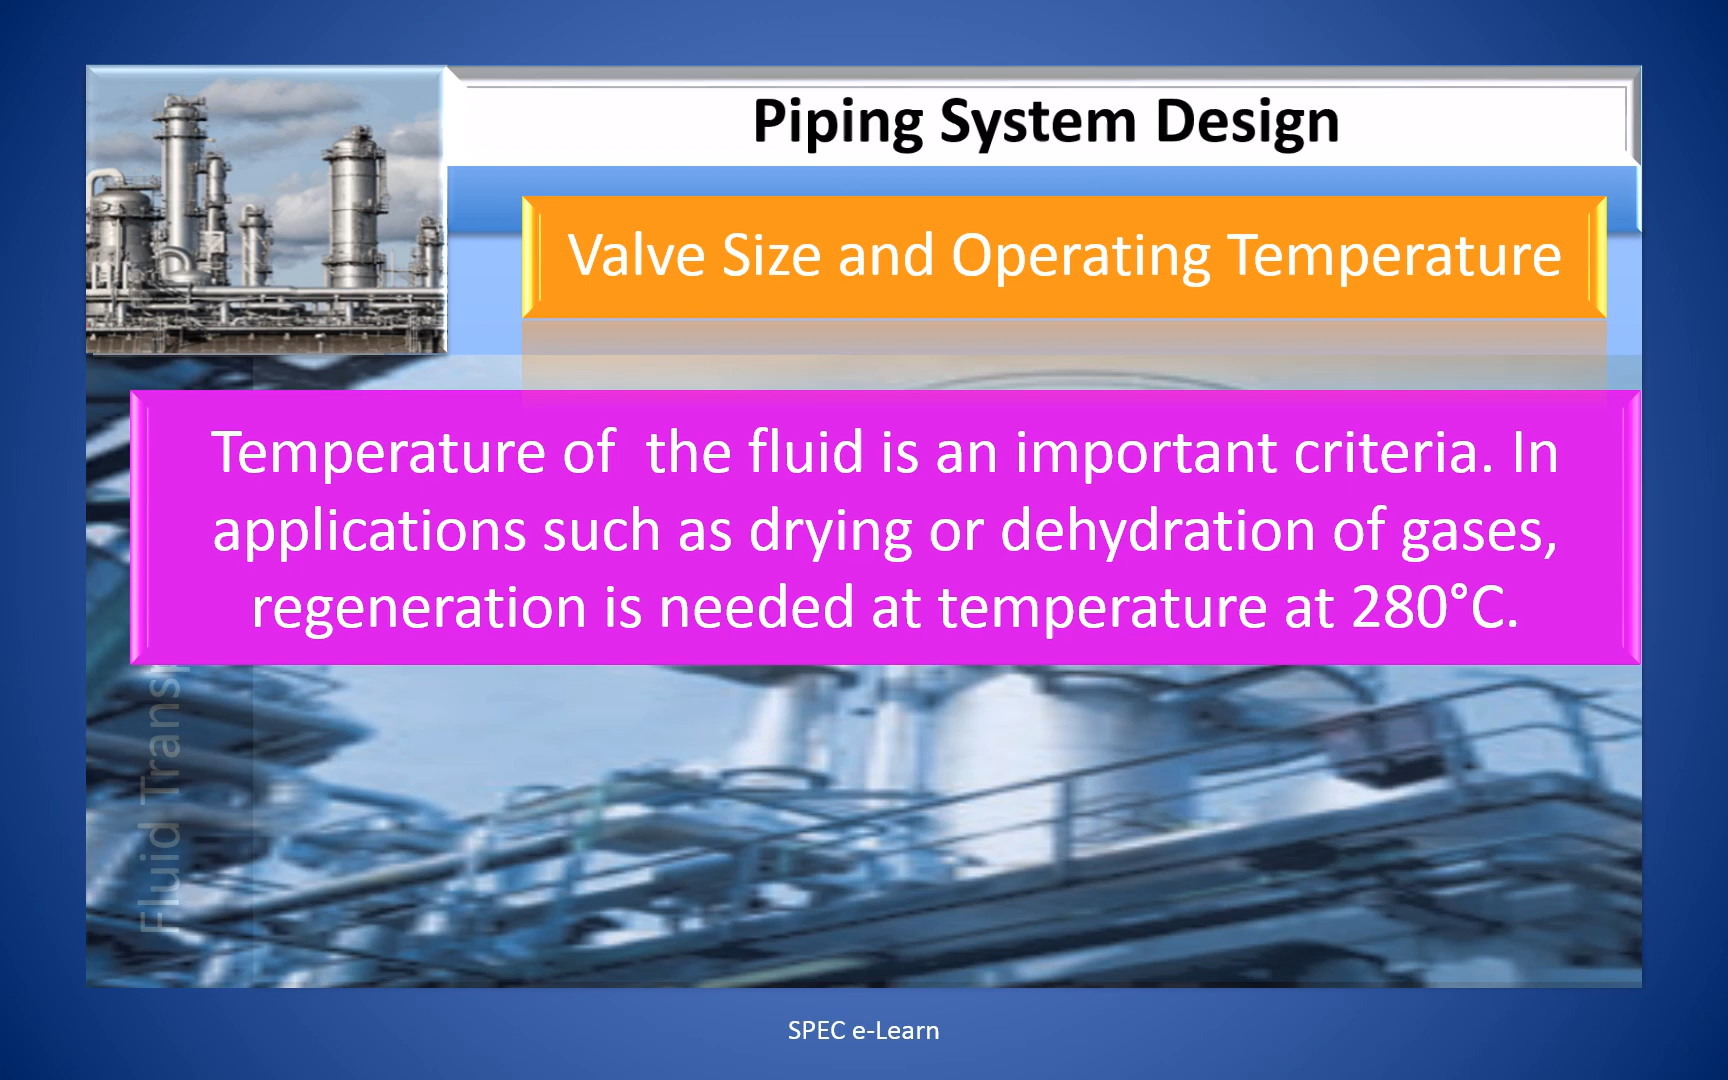 Piping System Design
Valve Size and Operating Temperature
Temperature of  the fluid is an important criteria. In
applications such as drying or dehydration of gases,
regeneration is needed at temperature at 280°C.
Fluid
SPEC e-Learn